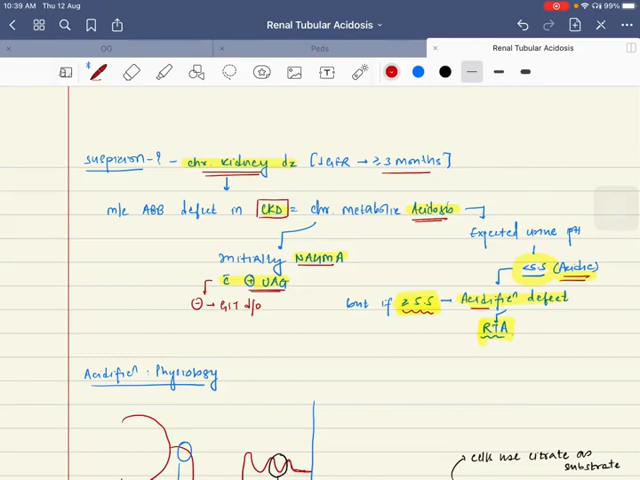 10:39 AM Thu 12 Aug
99%
Renal Tubular Acidosis
OG
Peds
Renal Tubular Acidosis
suspicion-? - chr. kidney dz [↓GFR → ≥ 3 months]
m/c ABB defect in CKD = chr. metabolic Acidosis
Expected urine pH
initially NAGMA
<5.5 (Acidic)
c̄ ⊕ UAG
⊖ → GIT d/o
but if ≥5.5 - Acidific̄ defect
RTA
Acidific̄ : Physiology
cells use citrate as
substrate